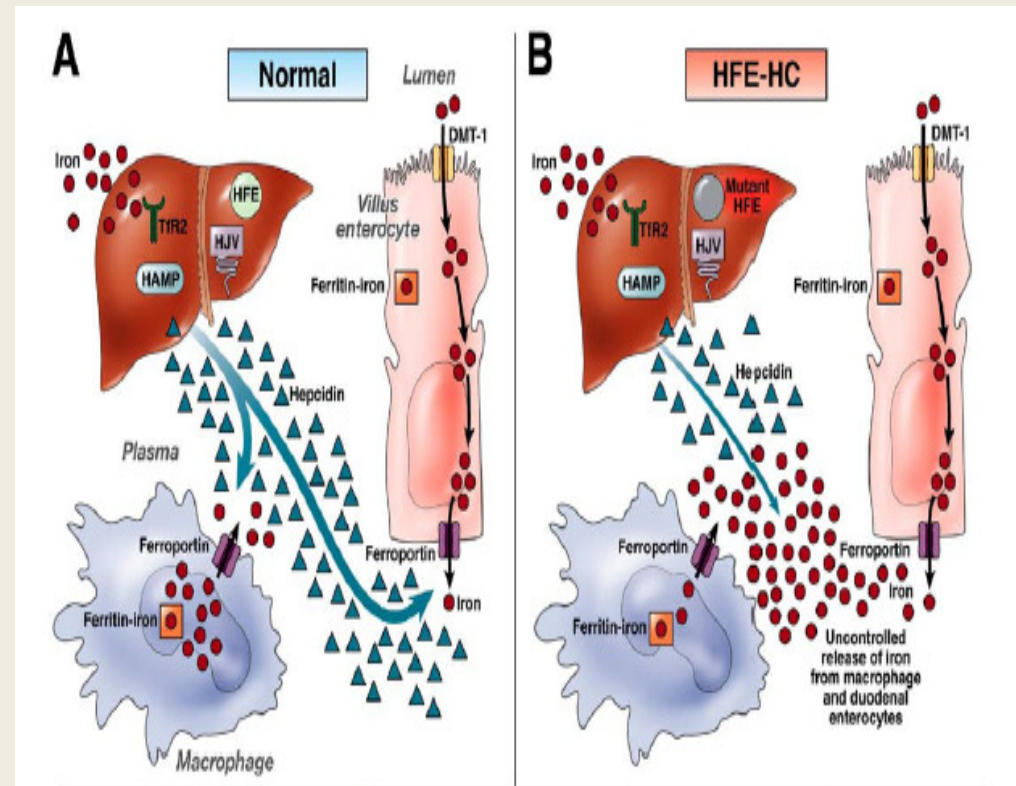 A
Normal
Lumen
Iron
DMT-1
HFE
TfR2
Villus
enterocyte
HJV
HAMP
Ferritin-iron
Hepcidin
Plasma
Ferroportin
Ferroportin
Iron
Ferritin-iron
Macrophage
B
HFE-HC
Iron
DMT-1
Mutant
HFE
TfR2
HJV
HAMP
Ferritin-iron
Hepcidin
Ferroportin
Ferroportin
Iron
Ferritin-iron
Uncontrolled
release of iron
from macrophage
and duodenal
enterocytes